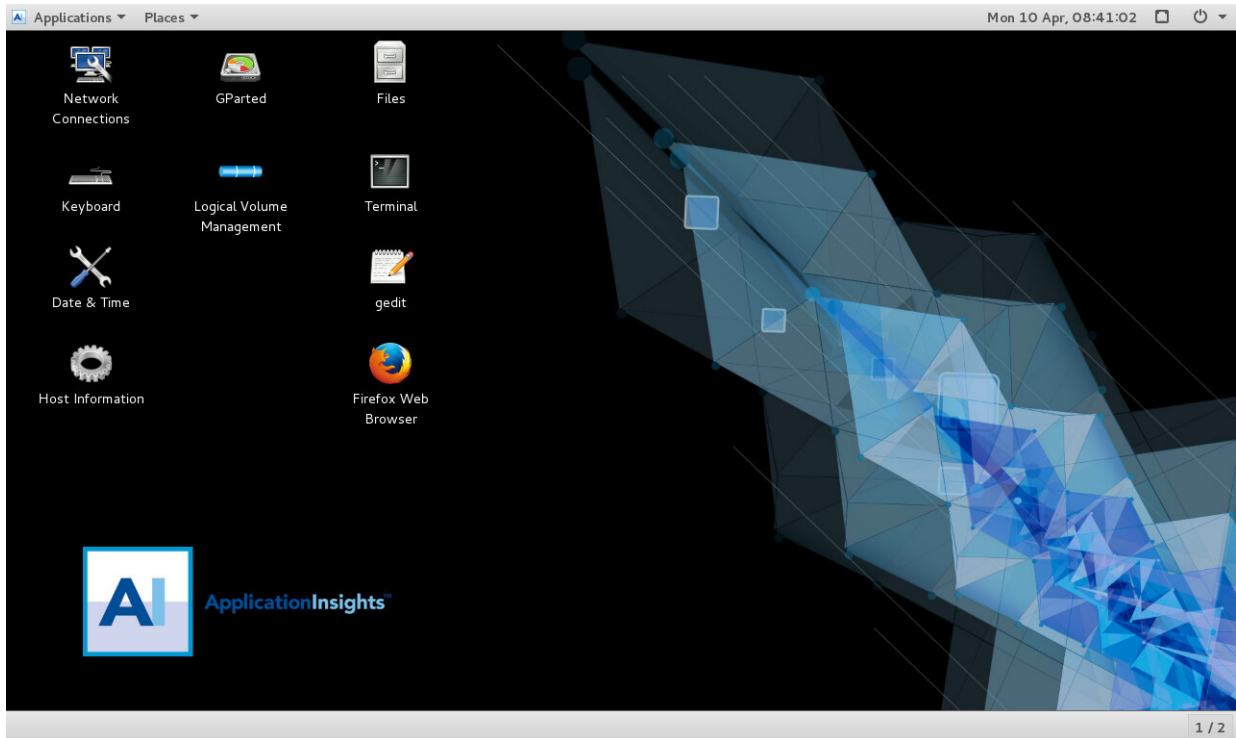 Applications Places Mon 10 Apr, 08:41:02
Network
Connections
GParted
Files
Keyboard
Logical Volume
Management
Terminal
Date & Time
gedit
Host Information
Firefox Web
Browser
AI ApplicationInsights™
1 / 2